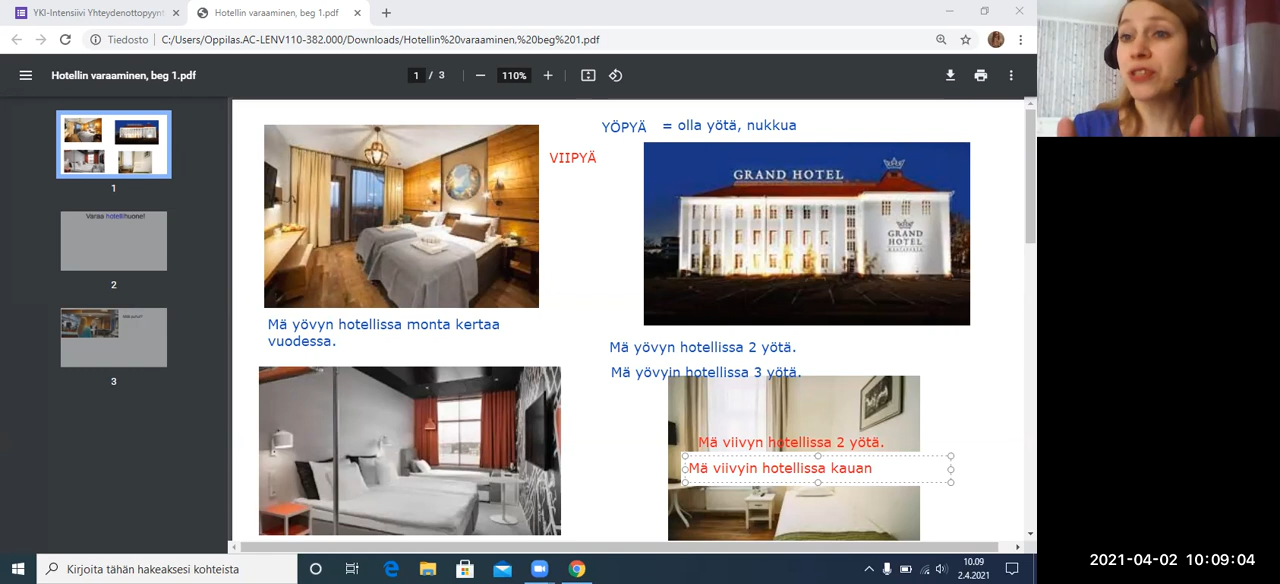 YKI-Intensiivi Yhteydenottopyynt
Hotellin varaaminen, beg 1.pdf
Tiedosto
C:/Users/Oppilas.AC-LENV110-382.000/Downloads/Hotellin%20varaaminen,%20beg%201.pdf
Hotellin varaaminen, beg 1.pdf
1 / 3
110%
YÖPYÄ = olla yötä, nukkua
VIIPYÄ
GRAND HOTEL
GRAND
HOTEL
1
Varaa hotellihuone!
2
3
Mä yövyn hotellissa monta kertaa
vuodessa.
Mä yövyn hotellissa 2 yötä.
Mä yövyin hotellissa 3 yötä.
Mä viivyn hotellissa 2 yötä.
Mä viivyin hotellissa kauan
Kirjoita tähän hakeaksesi kohteista
10.09
2.4.2021
2021-04-02 10:09:04